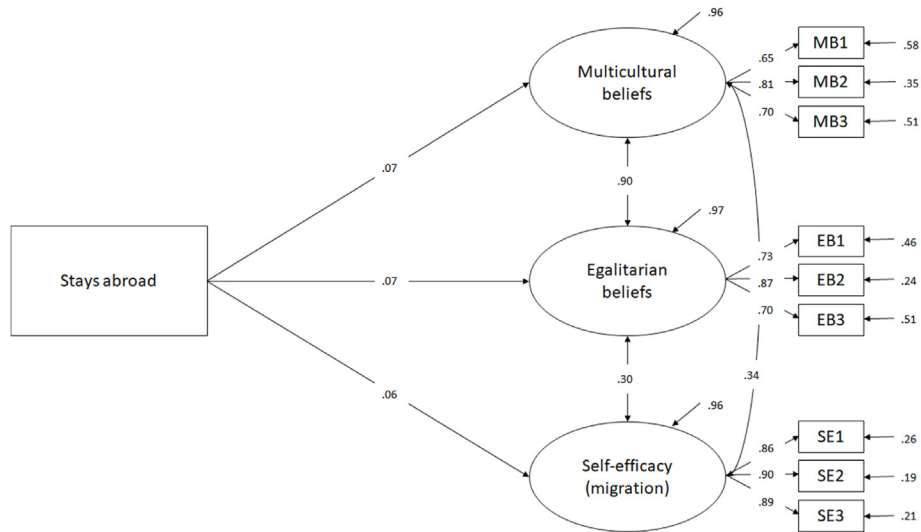 .96
Multicultural
beliefs
.65
.81
.70
MB1
MB2
MB3
.58
.35
.51
.07
.90
.97
Stays abroad
.07
Egalitarian
beliefs
.73
.87
.70
EB1
EB2
EB3
.46
.24
.51
.06
.30
.34
.96
Self-efficacy
(migration)
.86
.90
.89
SE1
SE2
SE3
.26
.19
.21